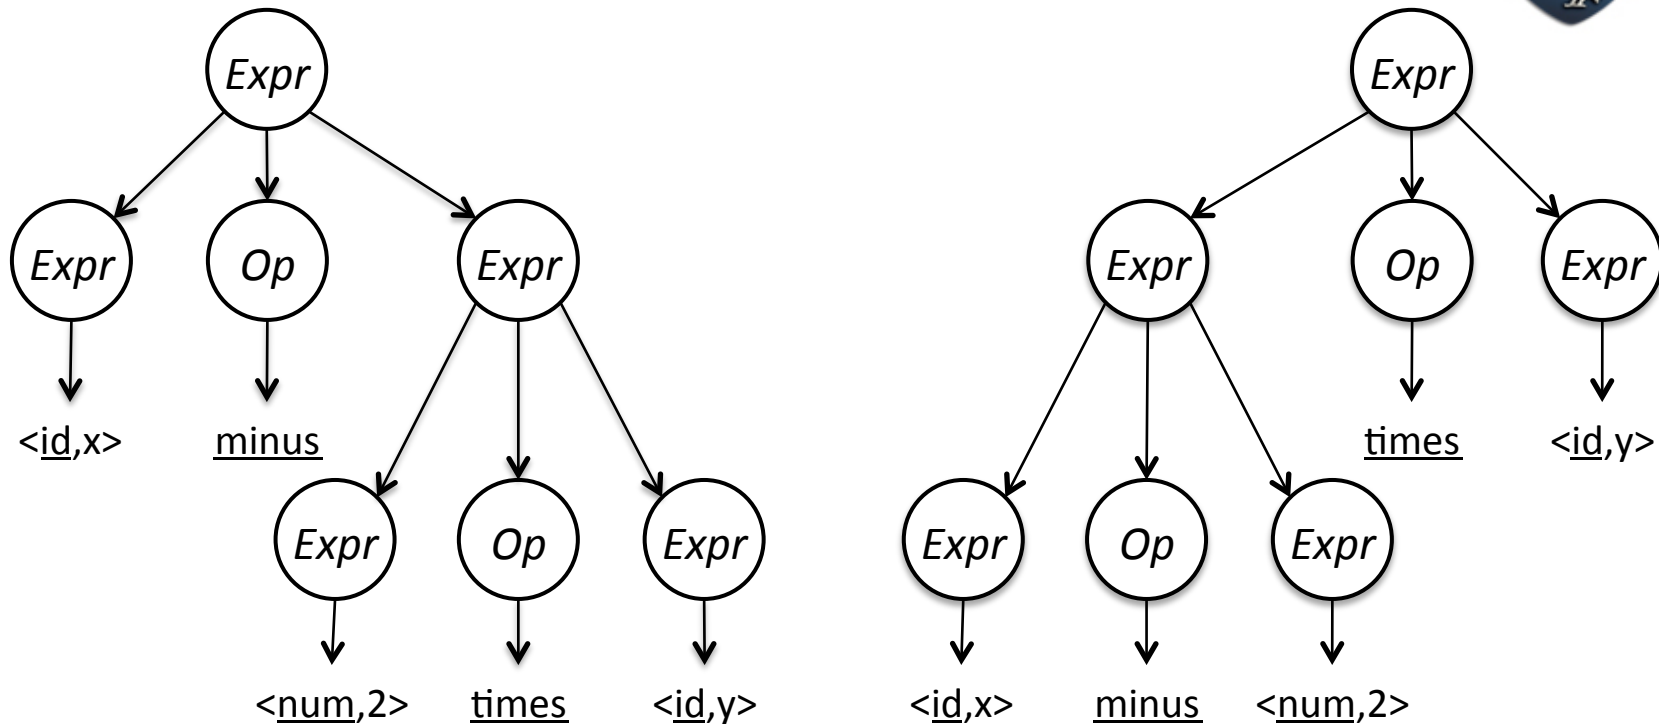 Expr
Expr
Expr
Op
Expr
Expr
Op
Expr
<id,x>
minus
times
<id,y>
Expr
Op
Expr
Expr
Op
Expr
<num,2>
times
<id,y>
<id,x>
minus
<num,2>